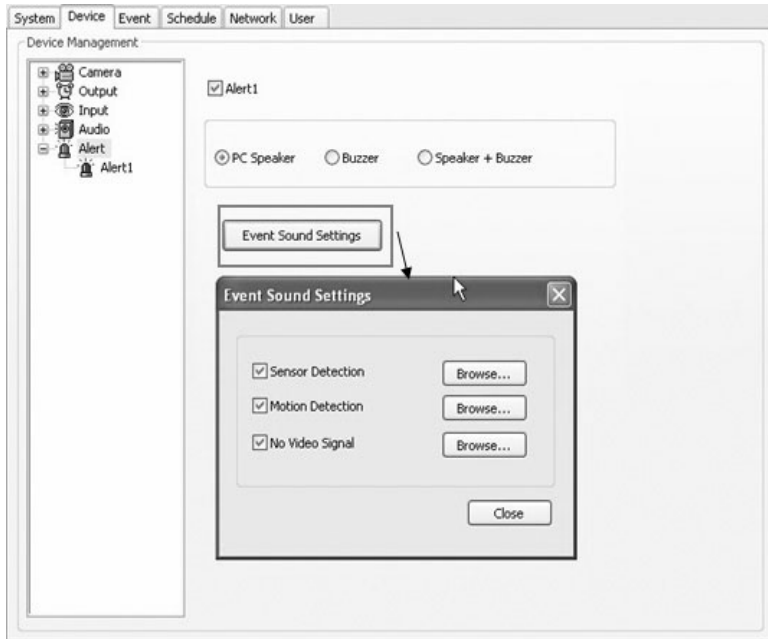 System Device Event Schedule Network User
Device Management
Camera
Output
Input
Audio
Alert
Alert1
Alert1
PC Speaker Buzzer Speaker + Buzzer
Event Sound Settings
Event Sound Settings
Sensor Detection Browse...
Motion Detection Browse...
No Video Signal Browse...
Close